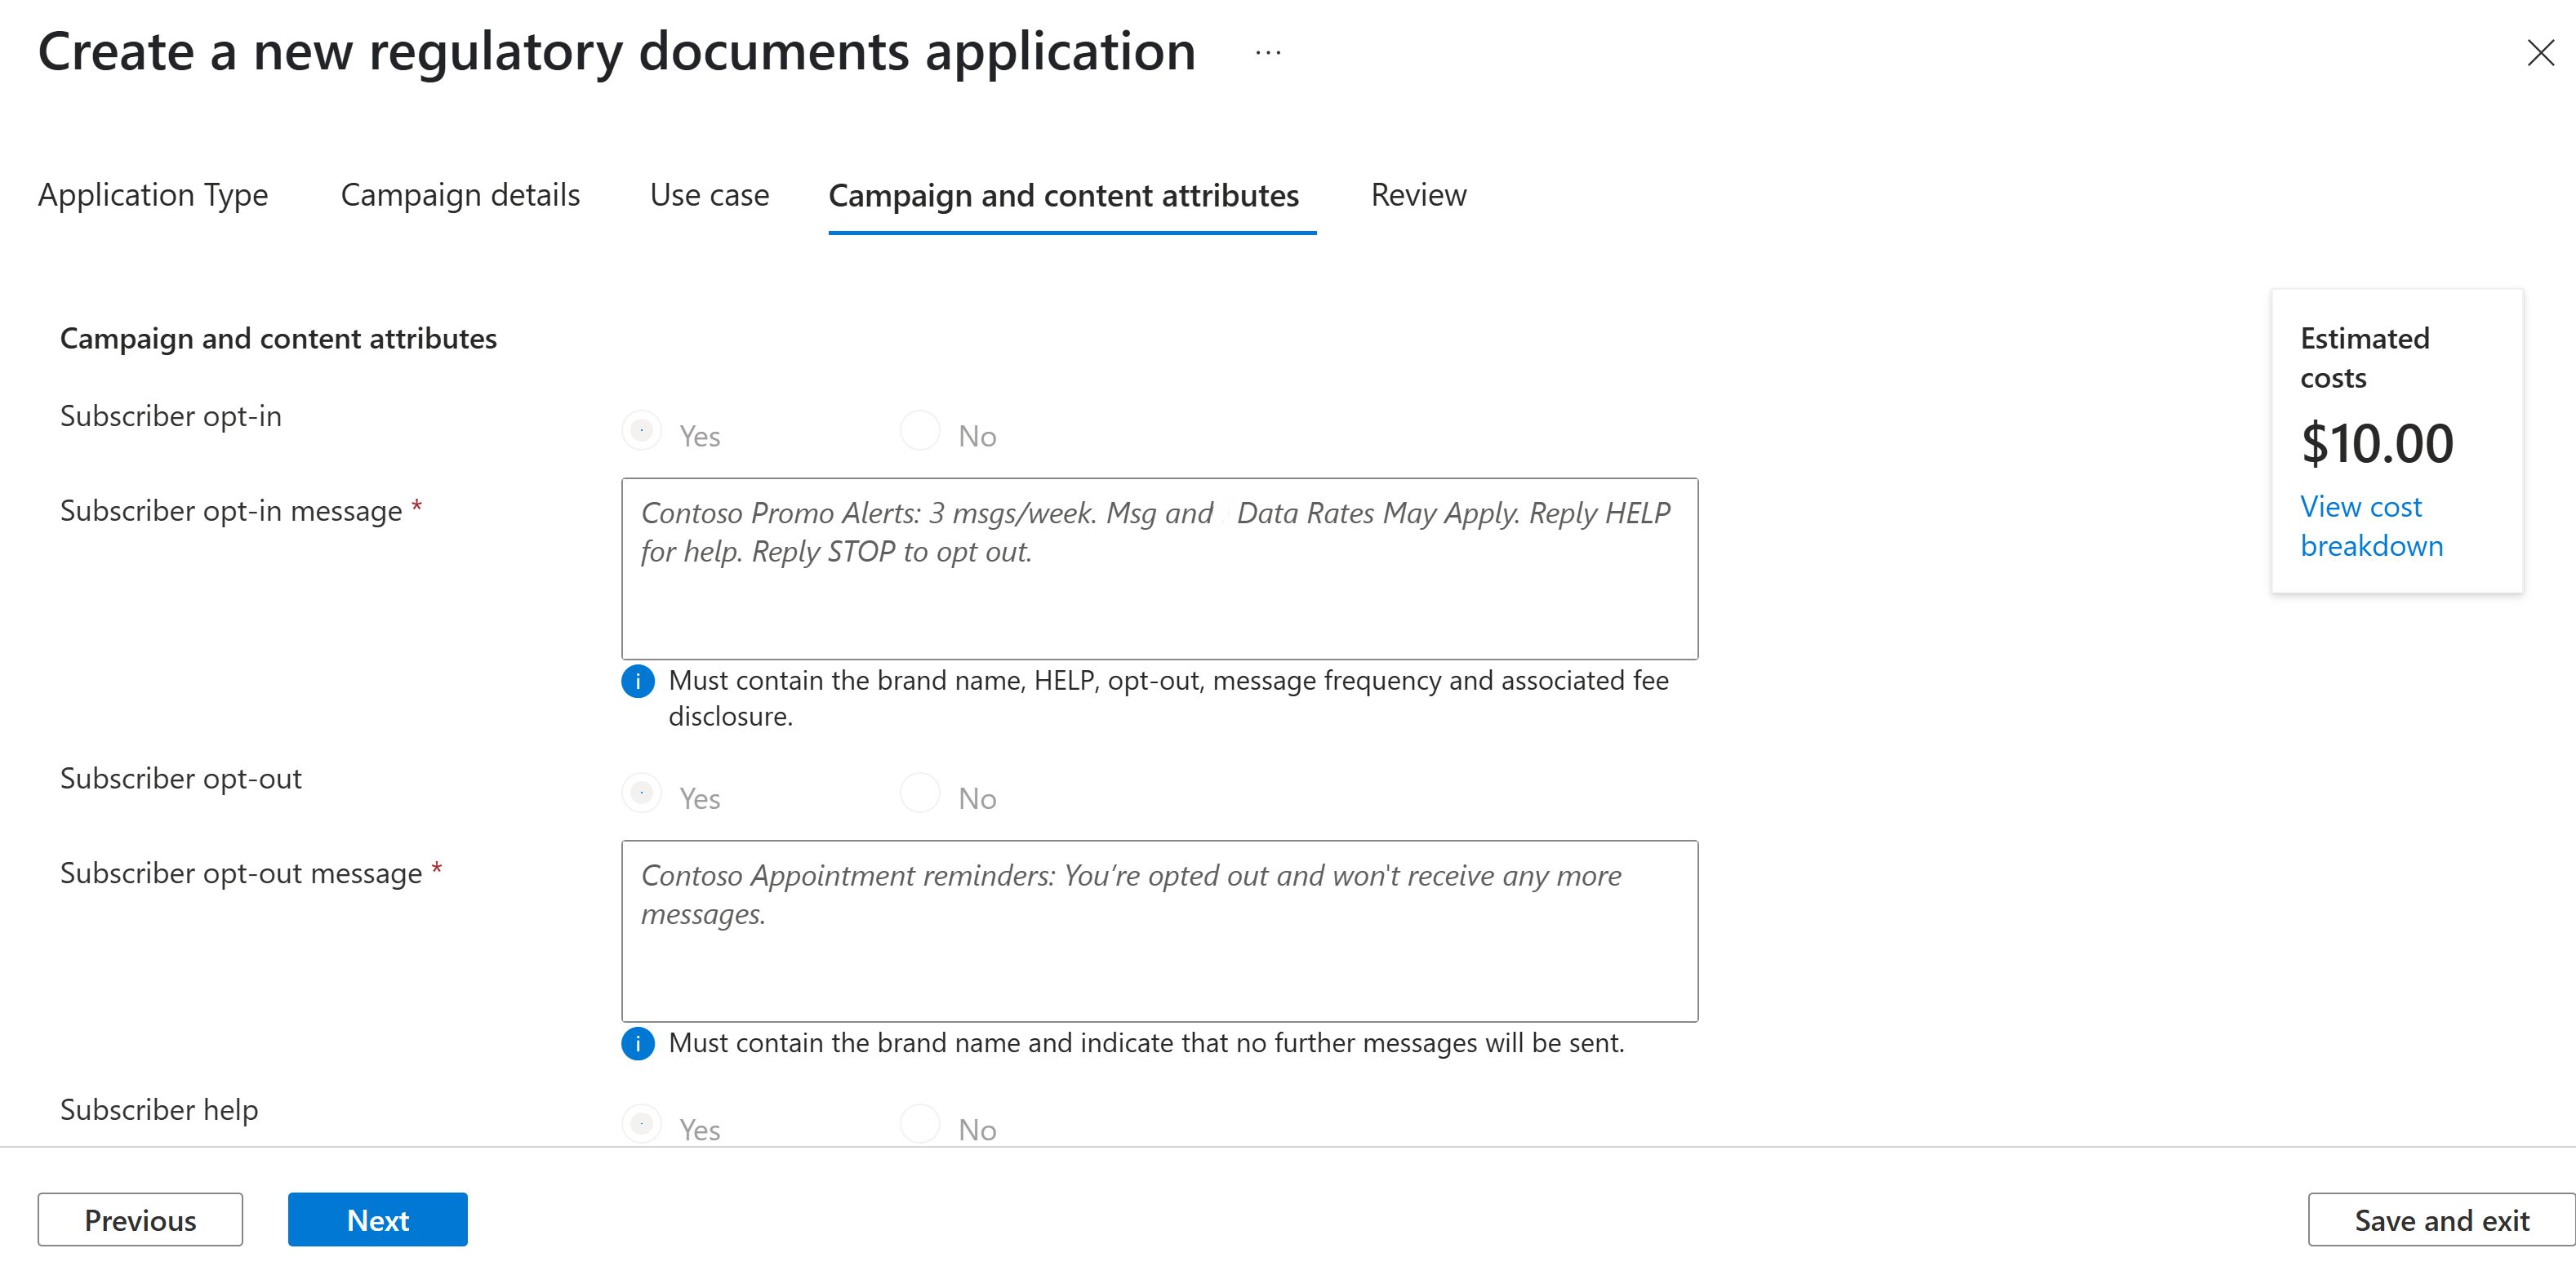 Create a new regulatory documents application ...
Application Type Campaign details Use case Campaign and content attributes Review
Campaign and content attributes
Subscriber opt-in
Yes No
Subscriber opt-in message *
Contoso Promo Alerts: 3 msgs/week. Msg and Data Rates May Apply. Reply HELP
for help. Reply STOP to opt out.
i Must contain the brand name, HELP, opt-out, message frequency and associated fee
disclosure.
Subscriber opt-out
Yes No
Subscriber opt-out message *
Contoso Appointment reminders: You’re opted out and won't receive any more
messages.
i Must contain the brand name and indicate that no further messages will be sent.
Subscriber help
Yes No
Estimated
costs
$10.00
View cost
breakdown
Previous Next Save and exit